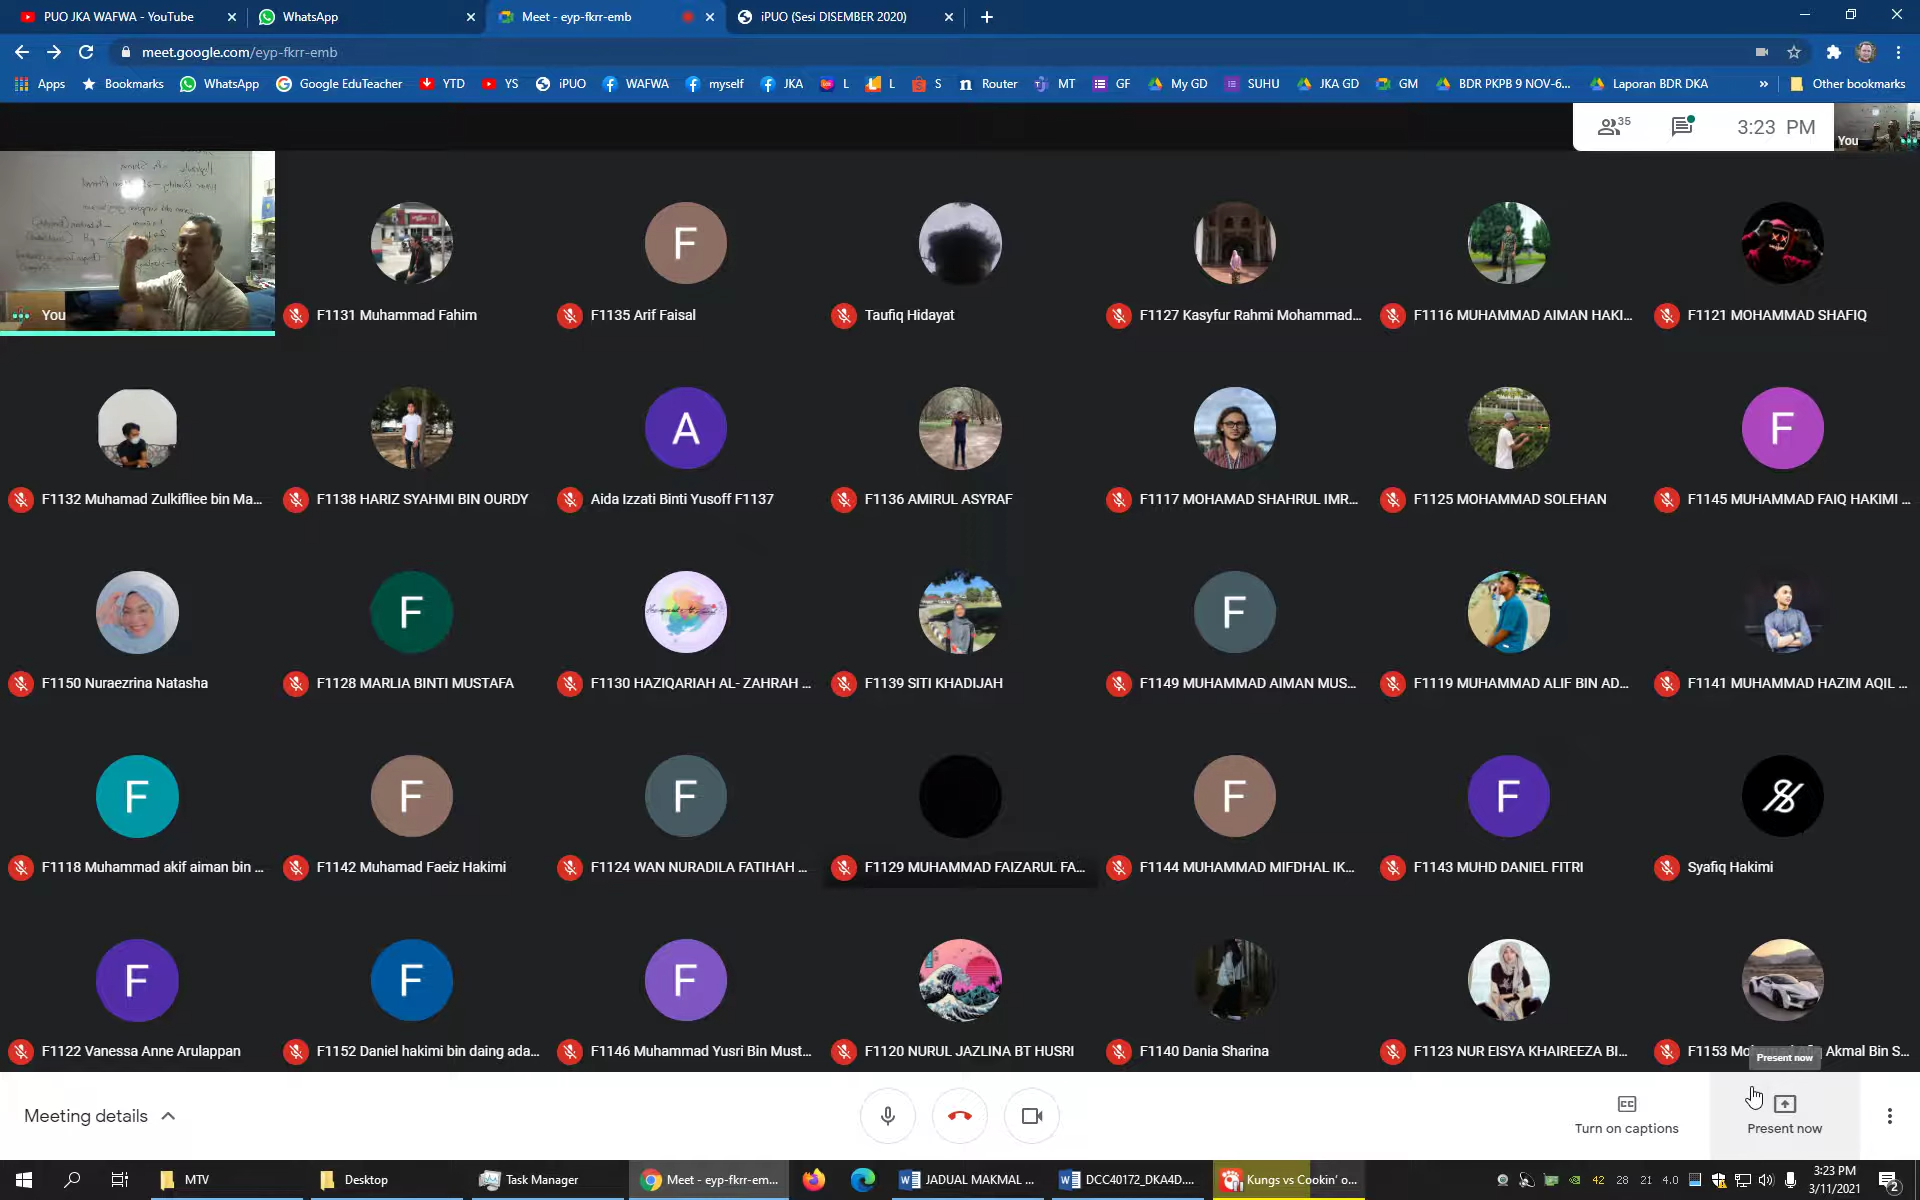 PUO JKA WAFWA - YouTube
WhatsApp
Meet - eyp-fkrr-emb
iPUO (Sesi DISEMBER 2020)
meet.google.com/eyp-fkrr-emb
Apps Bookmarks WhatsApp Google EduTeacher YTD YS iPUO WAFWA myself JKA L L S Router MT GF My GD SUHU JKA GD GM BDR PKPB 9 NOV-6... Laporan BDR DKA » Other bookmarks
35 3:23 PM You
You
F1131 Muhammad Fahim
F F1135 Arif Faisal
Taufiq Hidayat
F1127 Kasyfur Rahmi Mohammad...
F1116 MUHAMMAD AIMAN HAKI...
F1121 MOHAMMAD SHAFIQ
F1132 Muhamad Zulkifliee bin Ma...
F1138 HARIZ SYAHMI BIN OURDY
A Aida Izzati Binti Yusoff F1137
F1136 AMIRUL ASYRAF
F1117 MOHAMAD SHAHRUL IMR...
F1125 MOHAMMAD SOLEHAN
F F1145 MUHAMMAD FAIQ HAKIMI ...
F1150 Nuraezrina Natasha
F F1128 MARLIA BINTI MUSTAFA
F1130 HAZIQARIAH AL- ZAHRAH ...
F1139 SITI KHADIJAH
F F1149 MUHAMMAD AIMAN MUS...
F1119 MUHAMMAD ALIF BIN AD...
F1141 MUHAMMAD HAZIM AQIL ...
F F1118 Muhammad akif aiman bin ...
F F1142 Muhamad Faeiz Hakimi
F F1124 WAN NURADILA FATIHAH ...
F1129 MUHAMMAD FAIZARUL FA...
F F1144 MUHAMMAD MIFDHAL IK...
F F1143 MUHD DANIEL FITRI
Syafiq Hakimi
F F1122 Vanessa Anne Arulappan
F F1152 Daniel hakimi bin daing ada...
F F1146 Muhammad Yusri Bin Must...
F1120 NURUL JAZLINA BT HUSRI
F1140 Dania Sharina
F1123 NUR EISYA KHAIREEZA BI...
F1153 Akmal Bin S...
Present now
Meeting details
Turn on captions
Present now
MTV Desktop Task Manager Meet - eyp-fkrr-em... JADUAL MAKMAL ... DCC40172_DKA4D.... Kungs vs Cookin' o... 42 28 21 4.0
3:23 PM
3/11/2021
2